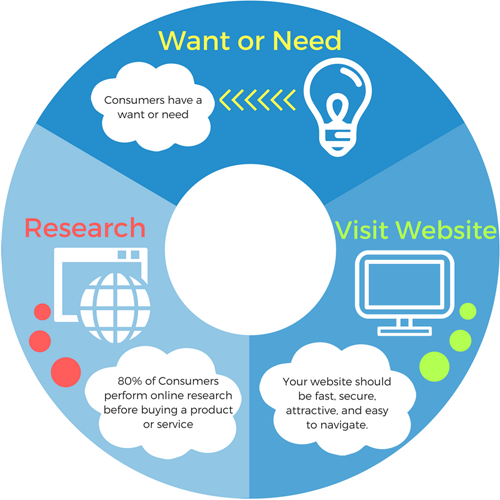 Want or Need
Consumers have a
want or need
Research
Visit Website
80% of Consumers
perform online research
before buying a product
or service
Your website should
be fast, secure,
attractive, and easy
to navigate.